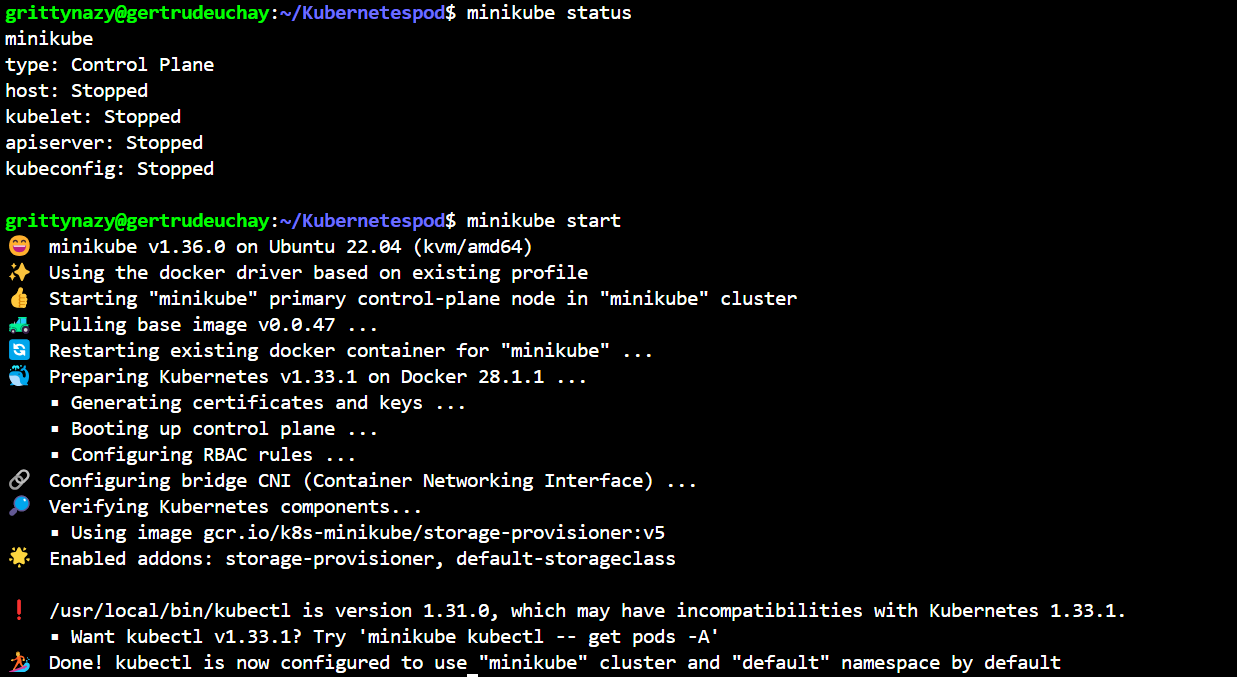 grittynazy@gertrudeuchay:~/Kubernetespod$ minikube status
minikube
type: Control Plane
host: Stopped
kubelet: Stopped
apiserver: Stopped
kubeconfig: Stopped
grittynazy@gertrudeuchay:~/Kubernetespod$ minikube start
😄 minikube v1.36.0 on Ubuntu 22.04 (kvm/amd64)
✨ Using the docker driver based on existing profile
👍 Starting "minikube" primary control-plane node in "minikube" cluster
🚜 Pulling base image v0.0.47 ...
🔄 Restarting existing docker container for "minikube" ...
🐳 Preparing Kubernetes v1.33.1 on Docker 28.1.1 ...
▪ Generating certificates and keys ...
▪ Booting up control plane ...
▪ Configuring RBAC rules ...
🔗 Configuring bridge CNI (Container Networking Interface) ...
🔎 Verifying Kubernetes components...
▪ Using image gcr.io/k8s-minikube/storage-provisioner:v5
🌟 Enabled addons: storage-provisioner, default-storageclass
❗ /usr/local/bin/kubectl is version 1.31.0, which may have incompatibilities with Kubernetes 1.33.1.
▪ Want kubectl v1.33.1? Try 'minikube kubectl -- get pods -A'
🏄 Done! kubectl is now configured to use "minikube" cluster and "default" namespace by default